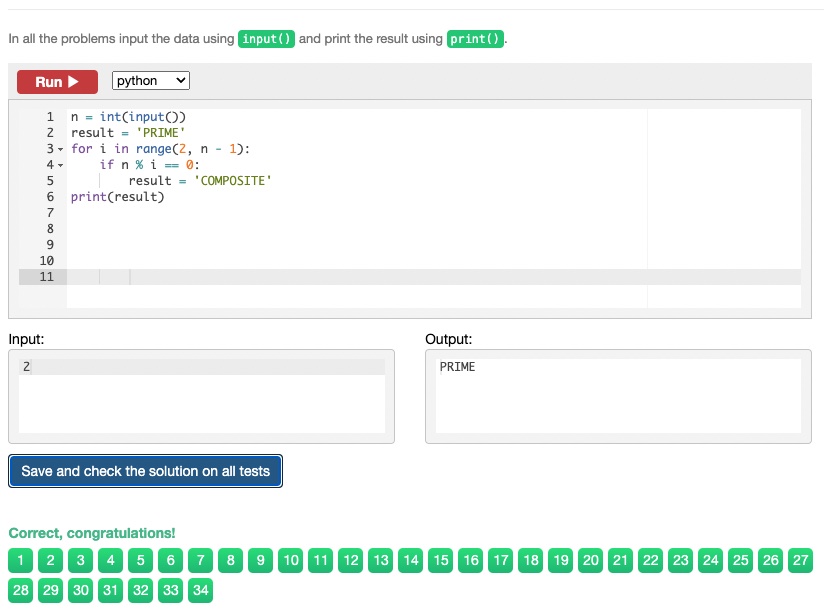 In all the problems input the data using input() and print the result using print().
Run ▶ python
1 n = int(input())
2 result = 'PRIME'
3 for i in range(2, n - 1):
4     if n % i == 0:
5         result = 'COMPOSITE'
6 print(result)
7
8
9
10
11
Input: Output:
2 PRIME
Save and check the solution on all tests
Correct, congratulations!
1 2 3 4 5 6 7 8 9 10 11 12 13 14 15 16 17 18 19 20 21 22 23 24 25 26 27
28 29 30 31 32 33 34